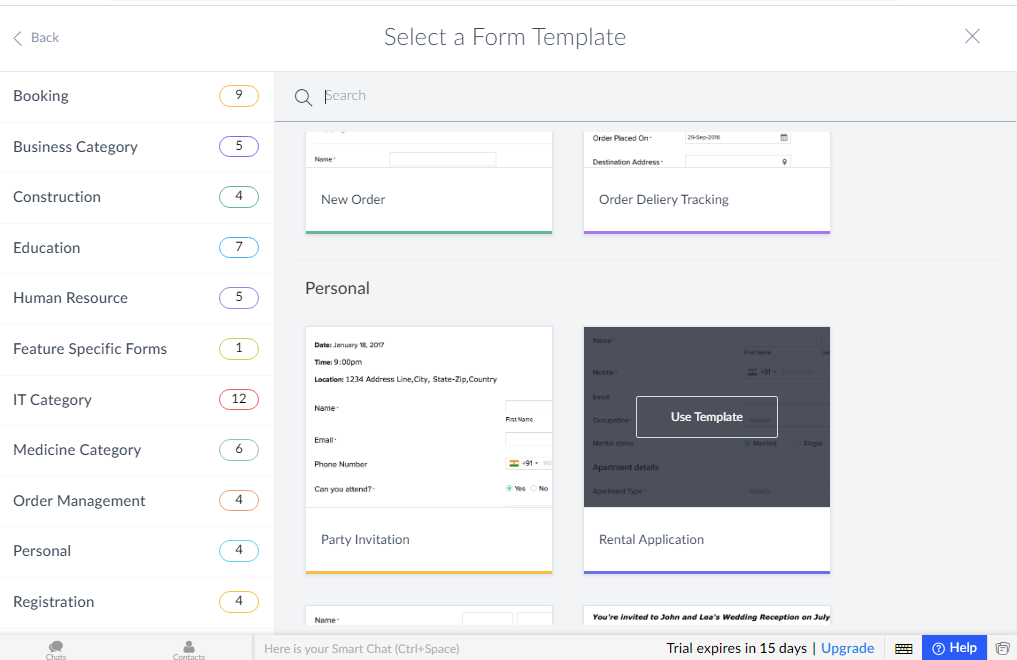 Back
Select a Form Template
Booking 9
Business Category 5
Construction 4
Education 7
Human Resource 5
Feature Specific Forms 1
IT Category 12
Medicine Category 6
Order Management 4
Personal 4
Registration 4
Search
Name*
New Order
Order Placed On* 29-Sep-2016
Destination Address*
Order Deliery Tracking
Personal
Date: January 18, 2017
Time: 9:00pm
Location: 1234 Address Line,City, State-Zip,Country
Name*
First Name
Email*
Phone Number +91
Can you attend?* Yes No
Party Invitation
Name*
First Name
Mobile* +91
Email
Occupation* Select
Marital status* Married Single
Apartment details
Apartment Type* Select
Use Template
Rental Application
Name*
You're invited to John and Lea's Wedding Reception on July
Chats
Contacts
Here is your Smart Chat (Ctrl+Space)
Trial expires in 15 days | Upgrade
Help